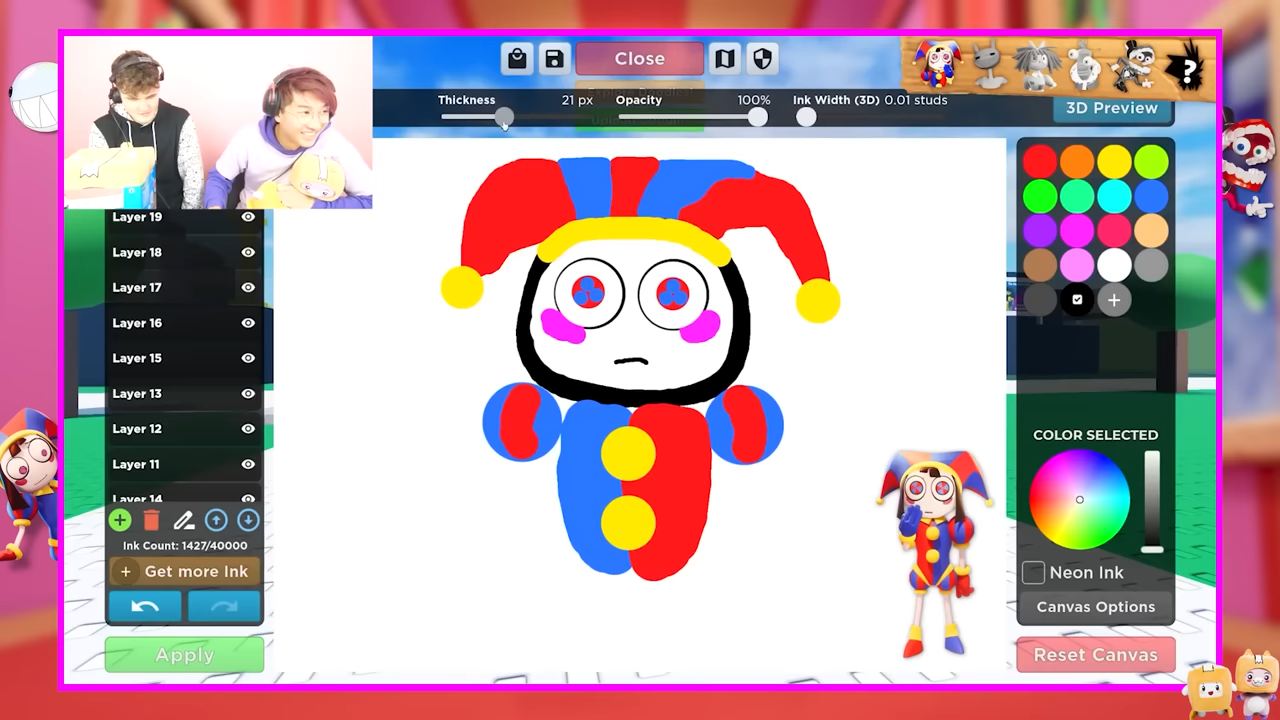 Close
Thickness 21 px Opacity 100% Ink Width (3D) 0.01 studs
3D Preview
?
Layer 19
Layer 18
Layer 17
Layer 16
Layer 15
Layer 13
Layer 12
Layer 11
Layer 14
Ink Count: 1427/40000
+ Get more Ink
Apply
COLOR SELECTED
Neon Ink
Canvas Options
Reset Canvas